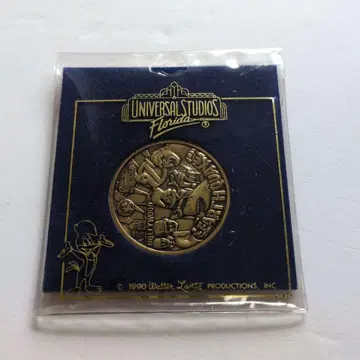 UNIVERSAL STUDIOS
Florida ®
© 1990 Walter Lantz PRODUCTIONS, INC